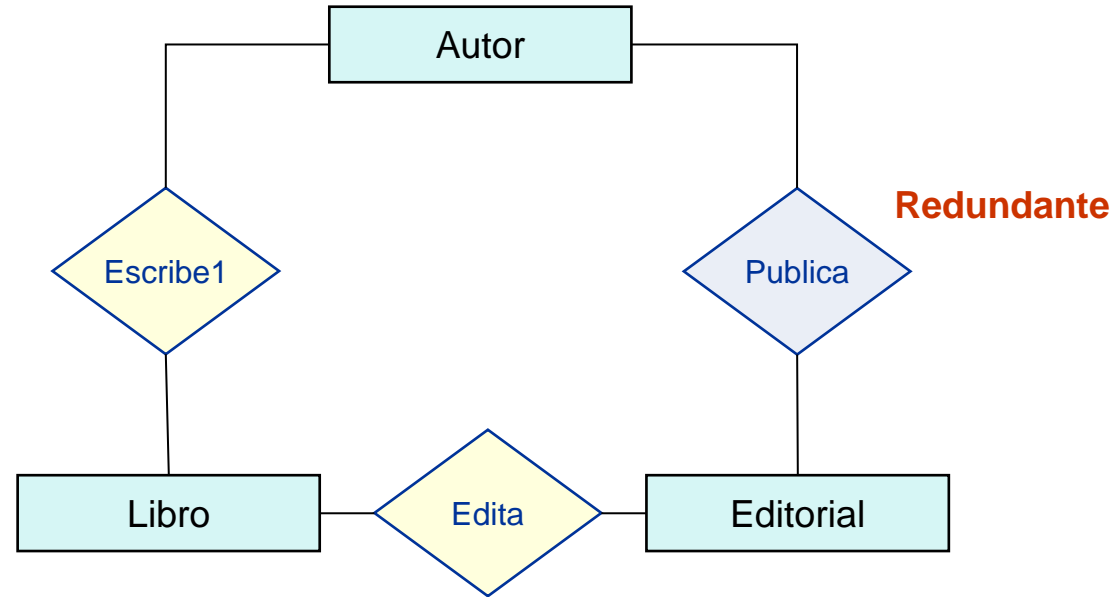 Autor
Redundante
Escribe1
Publica
Libro
Edita
Editorial